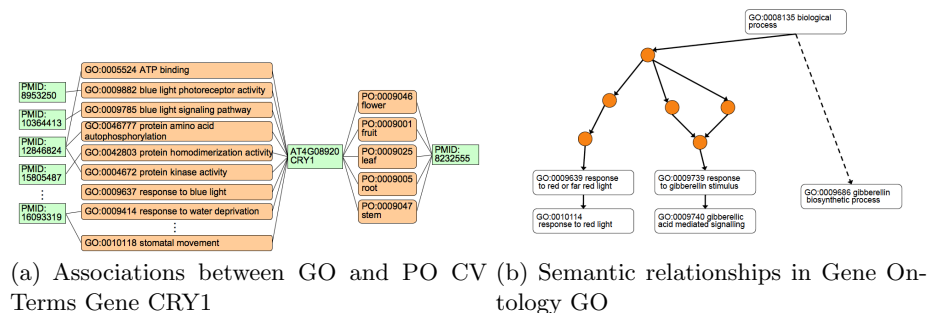 PMID:
8953250
PMID:
10364413
PMID:
12846824
PMID:
15805487
PMID:
16093319
GO:0005524 ATP binding
GO:0009882 blue light photoreceptor activity
GO:0009785 blue light signaling pathway
GO:0046777 protein amino acid
autophosphorylation
GO:0042803 protein homodimerization activity
GO:0004672 protein kinase activity
GO:0009637 response to blue light
GO:0009414 response to water deprivation
GO:0010118 stomatal movement
AT4G08920
CRY1
PO:0009046
flower
PO:0009001
fruit
PO:0009025
leaf
PO:0009005
root
PO:0009047
stem
PMID:
8232555
(a) Associations between GO and PO CV
Terms Gene CRY1
GO:0008135 biological
process
GO:0009639 response
to red or far red light
GO:0009739 response
to gibberellin stimulus
GO:0009686 gibberellin
biosynthetic process
GO:0010114
response to red light
GO:0009740 gibberellic
acid mediated signalling
(b) Semantic relationships in Gene On-
tology GO